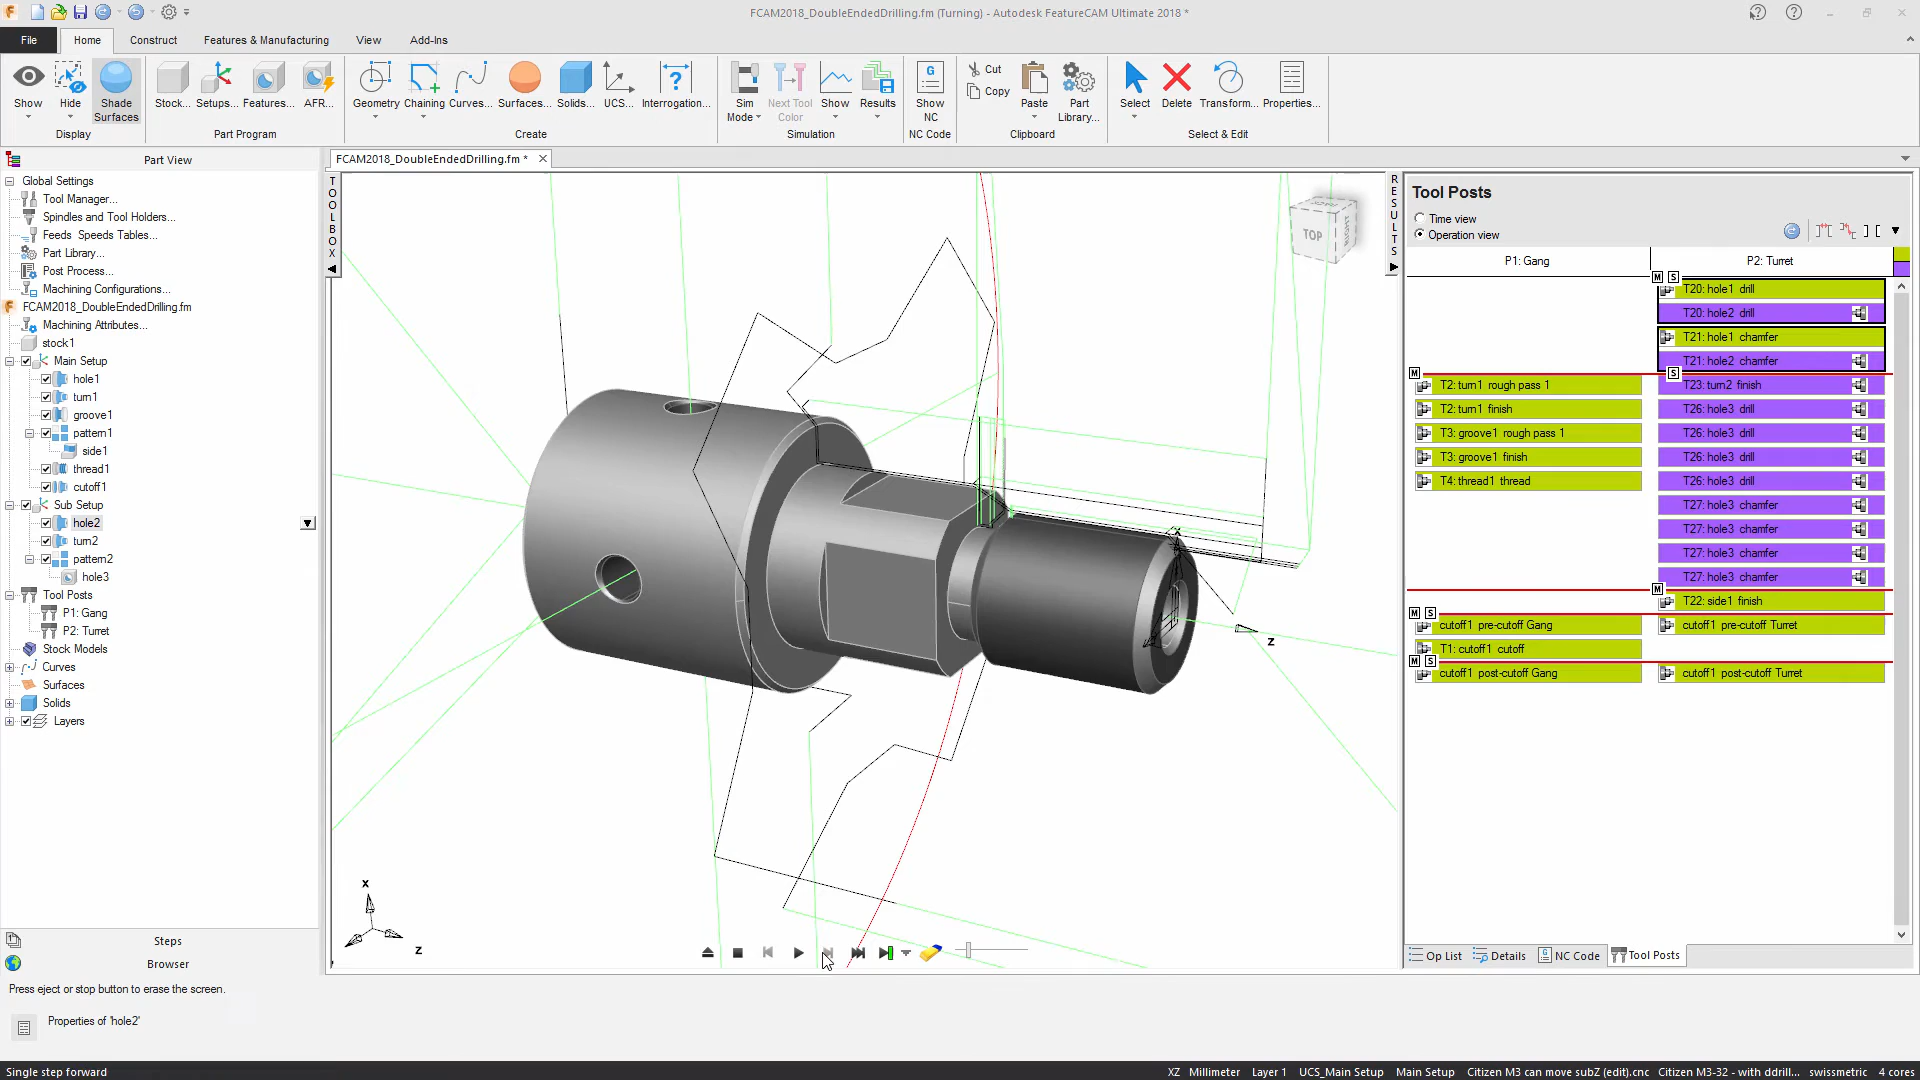 FCAM2018_DoubleEndedDrilling.fm (Turning) - Autodesk FeatureCAM Ultimate 2018 *
File
Home
Construct
Features & Manufacturing
View
Add-Ins
Show
Hide
Shade Surfaces
Stock...
Setups...
Features...
AFR...
Geometry
Chaining
Curves...
Surfaces...
Solids...
UCS...
Interrogation...
Sim Mode
Next Tool Color
Show
Results
Show NC
Cut
Copy
Paste
Part Library...
Select
Delete
Transform...
Properties...
Display
Part Program
Create
Simulation
NC Code
Clipboard
Select & Edit
Part View
Global Settings
Tool Manager...
Spindles and Tool Holders...
Feeds Speeds Tables...
Part Library...
Post Process...
Machining Configurations...
FCAM2018_DoubleEndedDrilling.fm
Machining Attributes...
stock1
Main Setup
hole1
turn1
groove1
pattern1
side1
thread1
cutoff1
Sub Setup
hole2
turn2
pattern2
hole3
Tool Posts
P1: Gang
P2: Turret
Stock Models
Curves
Surfaces
Solids
Layers
Steps
Browser
FCAM2018_DoubleEndedDrilling.fm *
TOOLBOX
TOP
RIGHT
BACK
X
Z
X
Z
RESULTS
Tool Posts
Time view
Operation view
P1: Gang
P2: Turret
M S
T20: hole1 drill
T20: hole2 drill
T21: hole1 chamfer
T21: hole2 chamfer
M
S
T2: turn1 rough pass 1
T23: turn2 finish
T2: turn1 finish
T26: hole3 drill
T3: groove1 rough pass 1
T26: hole3 drill
T3: groove1 finish
T26: hole3 drill
T4: thread1 thread
T26: hole3 drill
T27: hole3 chamfer
T27: hole3 chamfer
T27: hole3 chamfer
T27: hole3 chamfer
M
T22: side1 finish
M S
cutoff1 pre-cutoff Gang
cutoff1 pre-cutoff Turret
T1: cutoff1 cutoff
M S
cutoff1 post-cutoff Gang
cutoff1 post-cutoff Turret
Op List
Details
NC Code
Tool Posts
Press eject or stop button to erase the screen.
Properties of 'hole2'
Single step forward
XZ
Millimeter
Layer 1
UCS_Main Setup
Main Setup
Citizen M3 can move subZ (edit).cnc
Citizen M3-32 - with ddrill...
swissmetric
4 cores